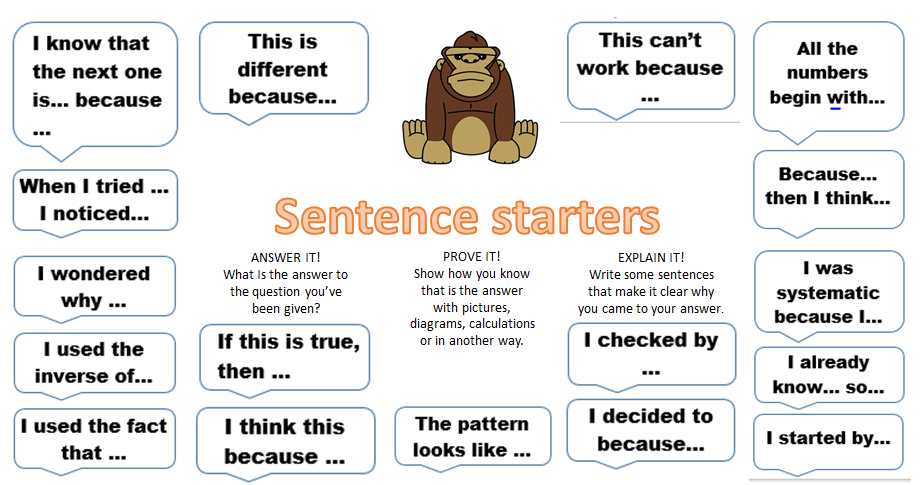 I know that
the next one
is... because
...
This is
different
because...
This can't
work because
...
All the
numbers
begin with...
When I tried ...
I noticed...
Because...
then I think...
Sentence starters
ANSWER IT!
What Is the answer to
the question you've
been given?
PROVE IT!
Show how you know
that is the answer
with pictures,
diagrams, calculations
or in another way.
EXPLAIN IT!
Write some sentences
that make it clear why
you came to your answer.
I wondered
why ...
I was
systematic
because I...
I used the
inverse of...
If this is true,
then ...
I checked by
...
I already
know... so...
I used the fact
that ...
I think this
because ...
The pattern
looks like ...
I decided to
because...
I started by...